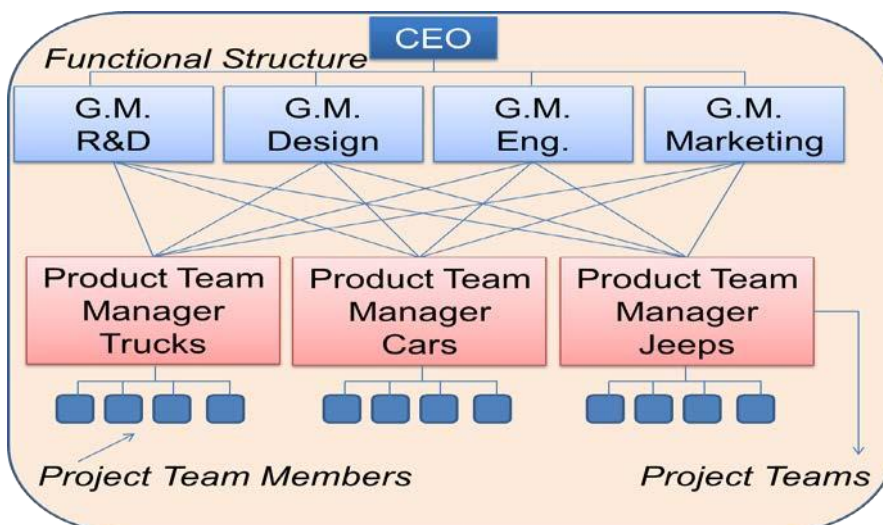 CEO
Functional Structure
G.M.
R&D
G.M.
Design
G.M.
Eng.
G.M.
Marketing
Product Team
Manager
Trucks
Product Team
Manager
Cars
Product Team
Manager
Jeeps
Project Team Members
Project Teams